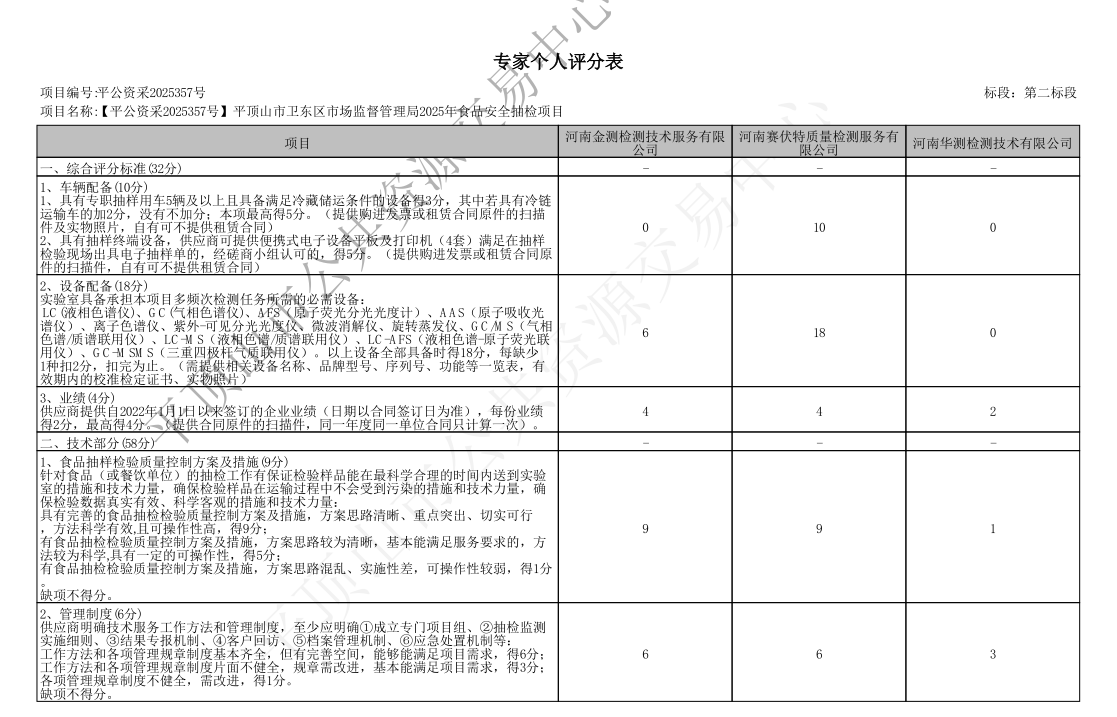 专家个人评分表
项目编号:平公资采2025357号
标段：第二标段
项目名称:【平公资采2025357号】平顶山市卫东区市场监督管理局2025年食品安全抽检项目
项目
河南金测检测技术服务有限
公司
河南赛伏特质量检测服务有
限公司
河南华测检测技术有限公司
一、综合评分标准(32分)
–
–
–
1、车辆配备(10分)
1、具有专职抽样用车5辆及以上且具备满足冷藏储运条件的设备得3分，其中若具有冷链
运输车的加2分，没有不加分；本项最高得5分。（提供购进发票或租赁合同原件的扫描
件及实物照片，自有可不提供租赁合同）
2、具有抽样终端设备，供应商可提供便携式电子设备平板及打印机（4套）满足在抽样
检验现场出具电子抽样单的，经磋商小组认可的，得5分。（提供购进发票或租赁合同原
件的扫描件，自有可不提供租赁合同）
0
10
0
2、设备配备(18分)
实验室具备承担本项目多频次检测任务所需的必需设备：
LC(液相色谱仪)、GC(气相色谱仪)、AFS（原子荧光分光光度计）、AAS（原子吸收光
谱仪）、离子色谱仪、紫外-可见分光光度仪、微波消解仪、旋转蒸发仪、GC/MS（气相
色谱/质谱联用仪）、LC-MS（液相色谱/质谱联用仪）、LC-AFS（液相色谱-原子荧光联
用仪）、GC-MSMS（三重四极杆气质联用仪）。以上设备全部具备时得18分，每缺少
1种扣2分，扣完为止。（需提供相关设备名称、品牌型号、序列号、功能等一览表，有
效期内的校准检定证书、实物照片）
6
18
0
3、业绩(4分)
供应商提供自2022年1月1日以来签订的企业业绩（日期以合同签订日为准），每份业绩
得2分，最高得4分。（提供合同原件的扫描件，同一年度同一单位合同只计算一次）。
4
4
2
二、技术部分(58分)
–
–
–
1、食品抽样检验质量控制方案及措施(9分)
针对食品（或餐饮单位）的抽检工作有保证检验样品能在最科学合理的时间内送到实验
室的措施和技术力量，确保检验样品在运输过程中不会受到污染的措施和技术力量，确
保检验数据真实有效、科学客观的措施和技术力量；
具有完善的食品抽检检验质量控制方案及措施，方案思路清晰、重点突出、切实可行
，方法科学有效,且可操作性高，得9分；
有食品抽检检验质量控制方案及措施，方案思路较为清晰，基本能满足服务要求的，方
法较为科学,具有一定的可操作性，得5分；
有食品抽检检验质量控制方案及措施，方案思路混乱、实施性差，可操作性较弱，得1分
。
缺项不得分。
9
9
1
2、管理制度(6分)
供应商明确技术服务工作方法和管理制度，至少应明确①成立专门项目组、②抽检监测
实施细则、③结果专报机制、④客户回访、⑤档案管理机制、⑥应急处置机制等：
工作方法和各项管理规章制度基本齐全，但有完善空间，能够能满足项目需求，得6分；
工作方法和各项管理规章制度片面不健全，规章需改进，基本能满足项目需求，得3分；
各项管理规章制度不健全，需改进，得1分。
缺项不得分。
6
6
3
平顶山市公共资源交易中心
平顶山市公共资源交易中心